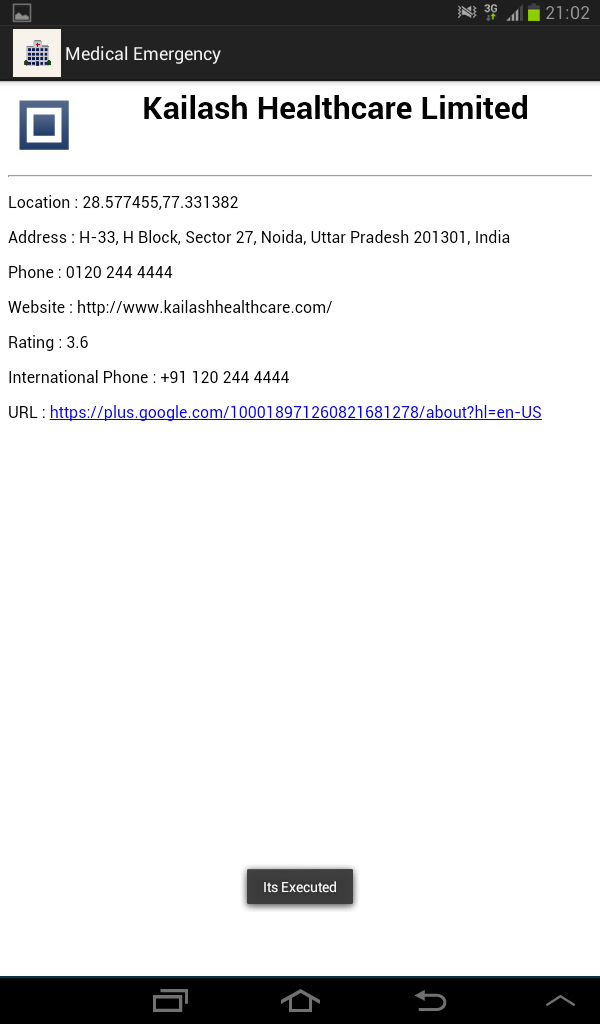 3G
21:02
Medical Emergency
Kailash Healthcare Limited
Location : 28.577455,77.331382
Address : H-33, H Block, Sector 27, Noida, Uttar Pradesh 201301, India
Phone : 0120 244 4444
Website : http://www.kailashhealthcare.com/
Rating : 3.6
International Phone : +91 120 244 4444
URL : https://plus.google.com/100018971260821681278/about?hl=en-US
Its Executed